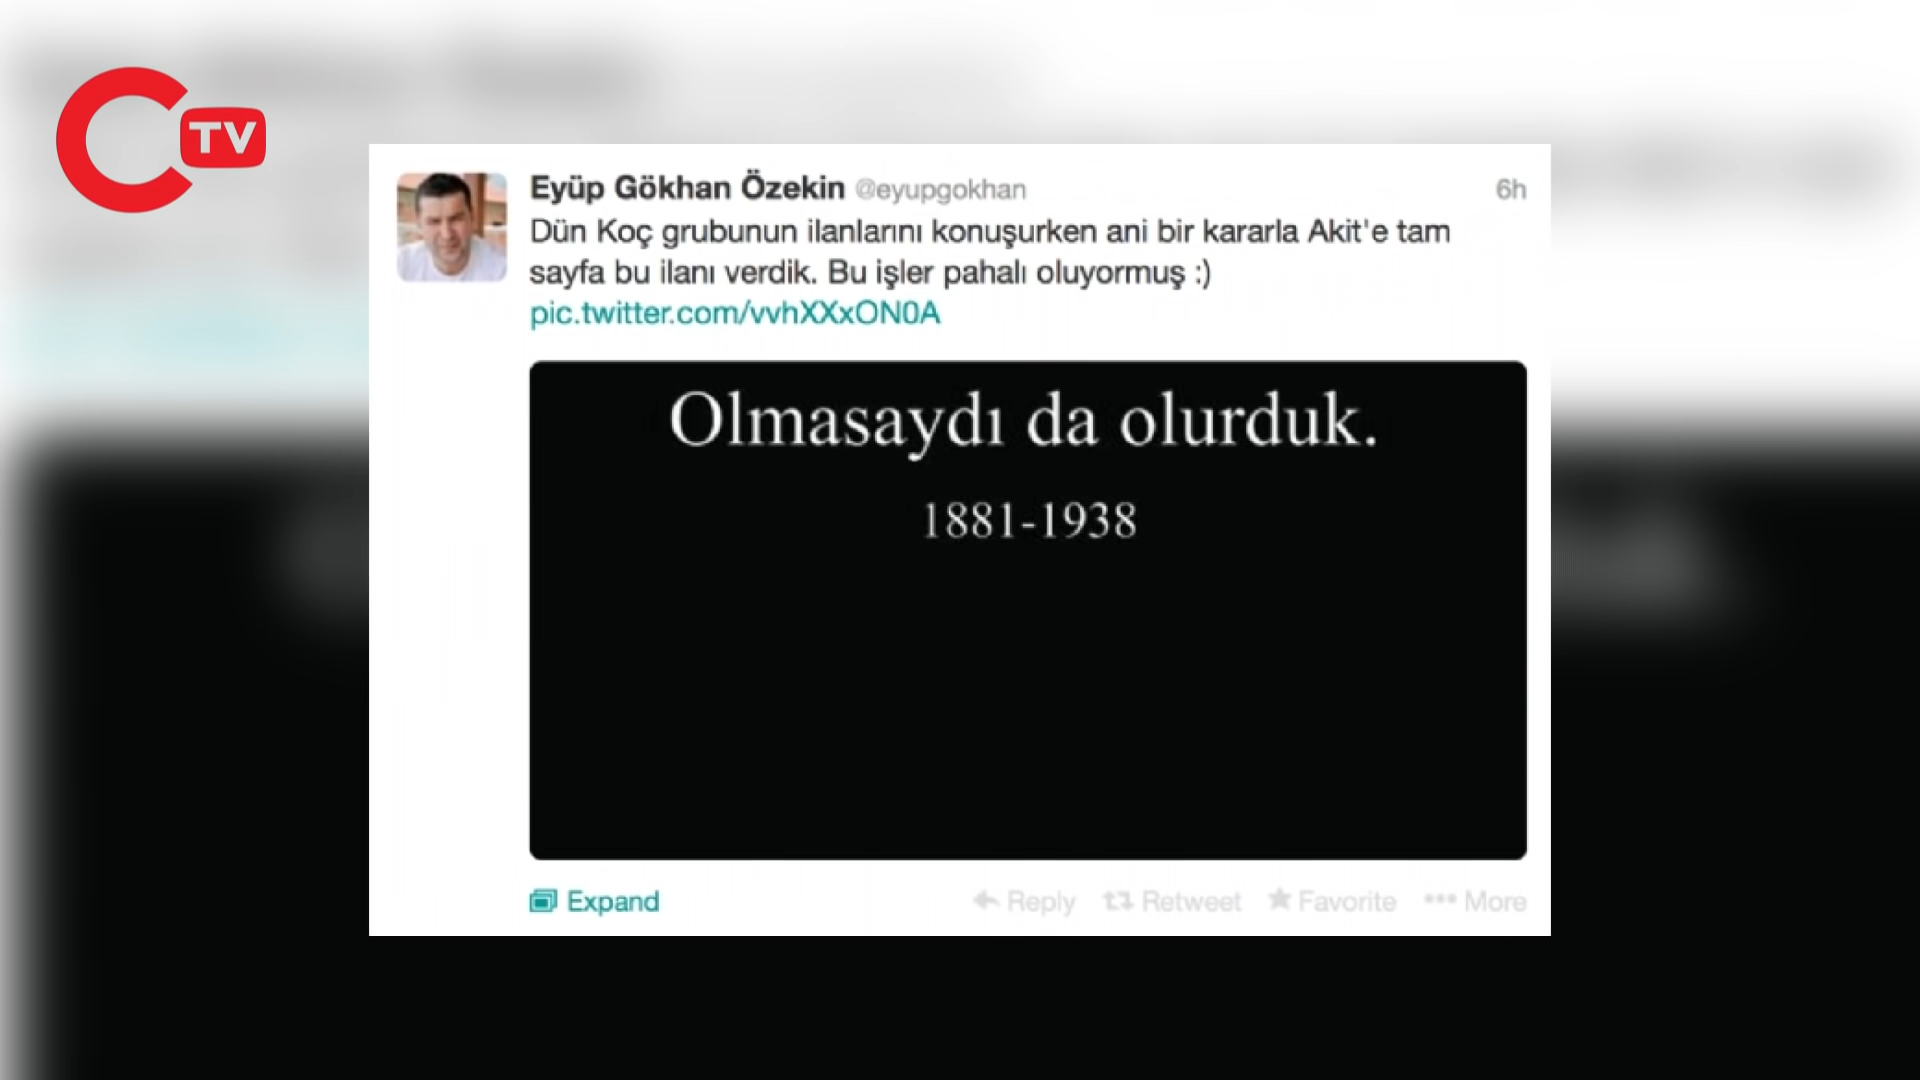 C TV
Eyüp Gökhan Özekin @eyupgokhan 6h
Dün Koç grubunun ilanlarını konuşurken ani bir kararla Akit'e tam
sayfa bu ilanı verdik. Bu işler pahalı oluyormuş :)
pic.twitter.com/vvhXXxON0A
Olmasaydı da olurduk.
1881-1938
Expand Reply Retweet Favorite More